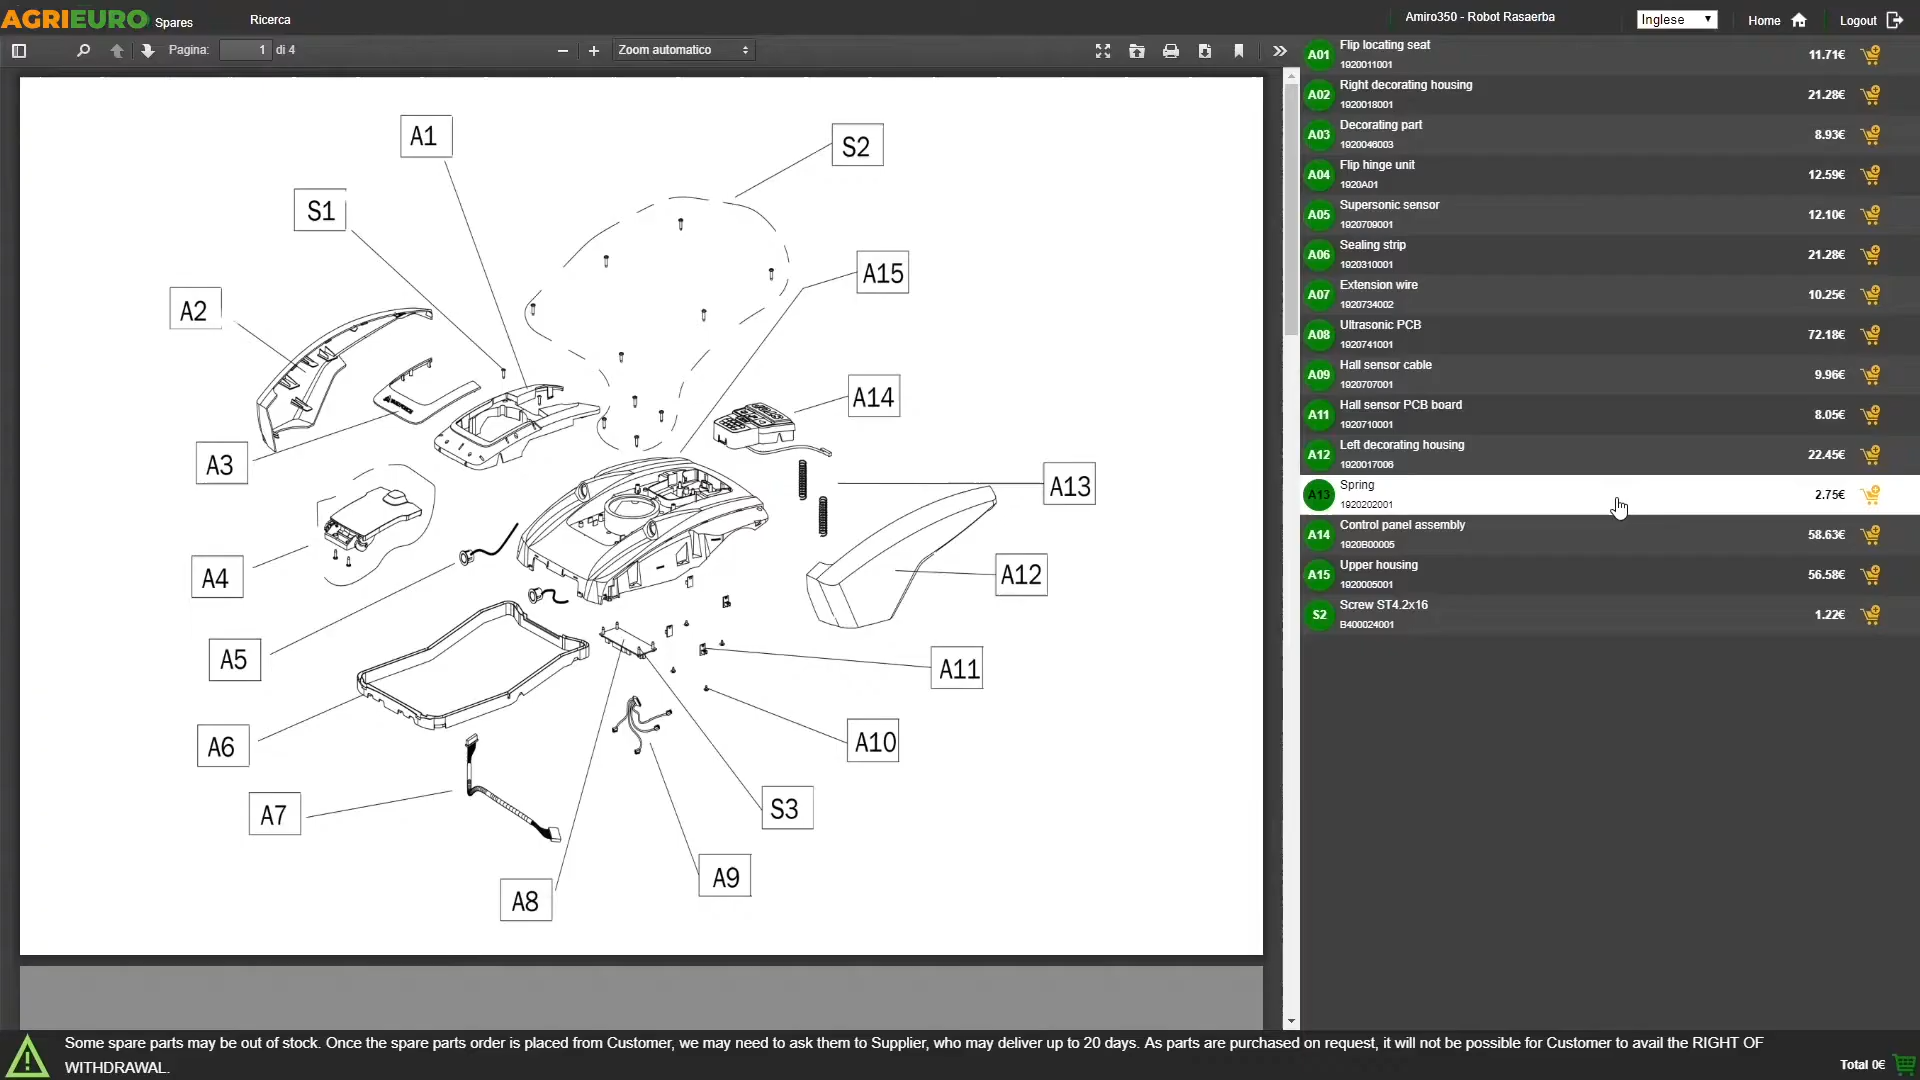 AGRIEURO Spares
Ricerca
Amiro350 - Robot Rasaerba
Inglese
Home
Logout
Pagina:
1
di 4
Zoom automatico
A1
S2
S1
A15
A2
A14
A3
A13
A4
A12
A5
A11
A6
A10
A7
S3
A9
A8
A01
Flip locating seat
1920011001
11.71€
A02
Right decorating housing
1920018001
21.28€
A03
Decorating part
1920046003
8.93€
A04
Flip hinge unit
1920A01
12.59€
A05
Supersonic sensor
1920709001
12.10€
A06
Sealing strip
1920310001
21.28€
A07
Extension wire
1920734002
10.25€
A08
Ultrasonic PCB
1920741001
72.18€
A09
Hall sensor cable
1920707001
9.96€
A11
Hall sensor PCB board
1920710001
8.05€
A12
Left decorating housing
1920017006
22.45€
A13
Spring
1920202001
2.75€
A14
Control panel assembly
1920B00005
58.63€
A15
Upper housing
1920005001
56.58€
S2
Screw ST4.2x16
B400024001
1.22€
Some spare parts may be out of stock. Once the spare parts order is placed from Customer, we may need to ask them to Supplier, who may deliver up to 20 days. As parts are purchased on request, it will not be possible for Customer to avail the RIGHT OF
WITHDRAWAL.
Total 0€